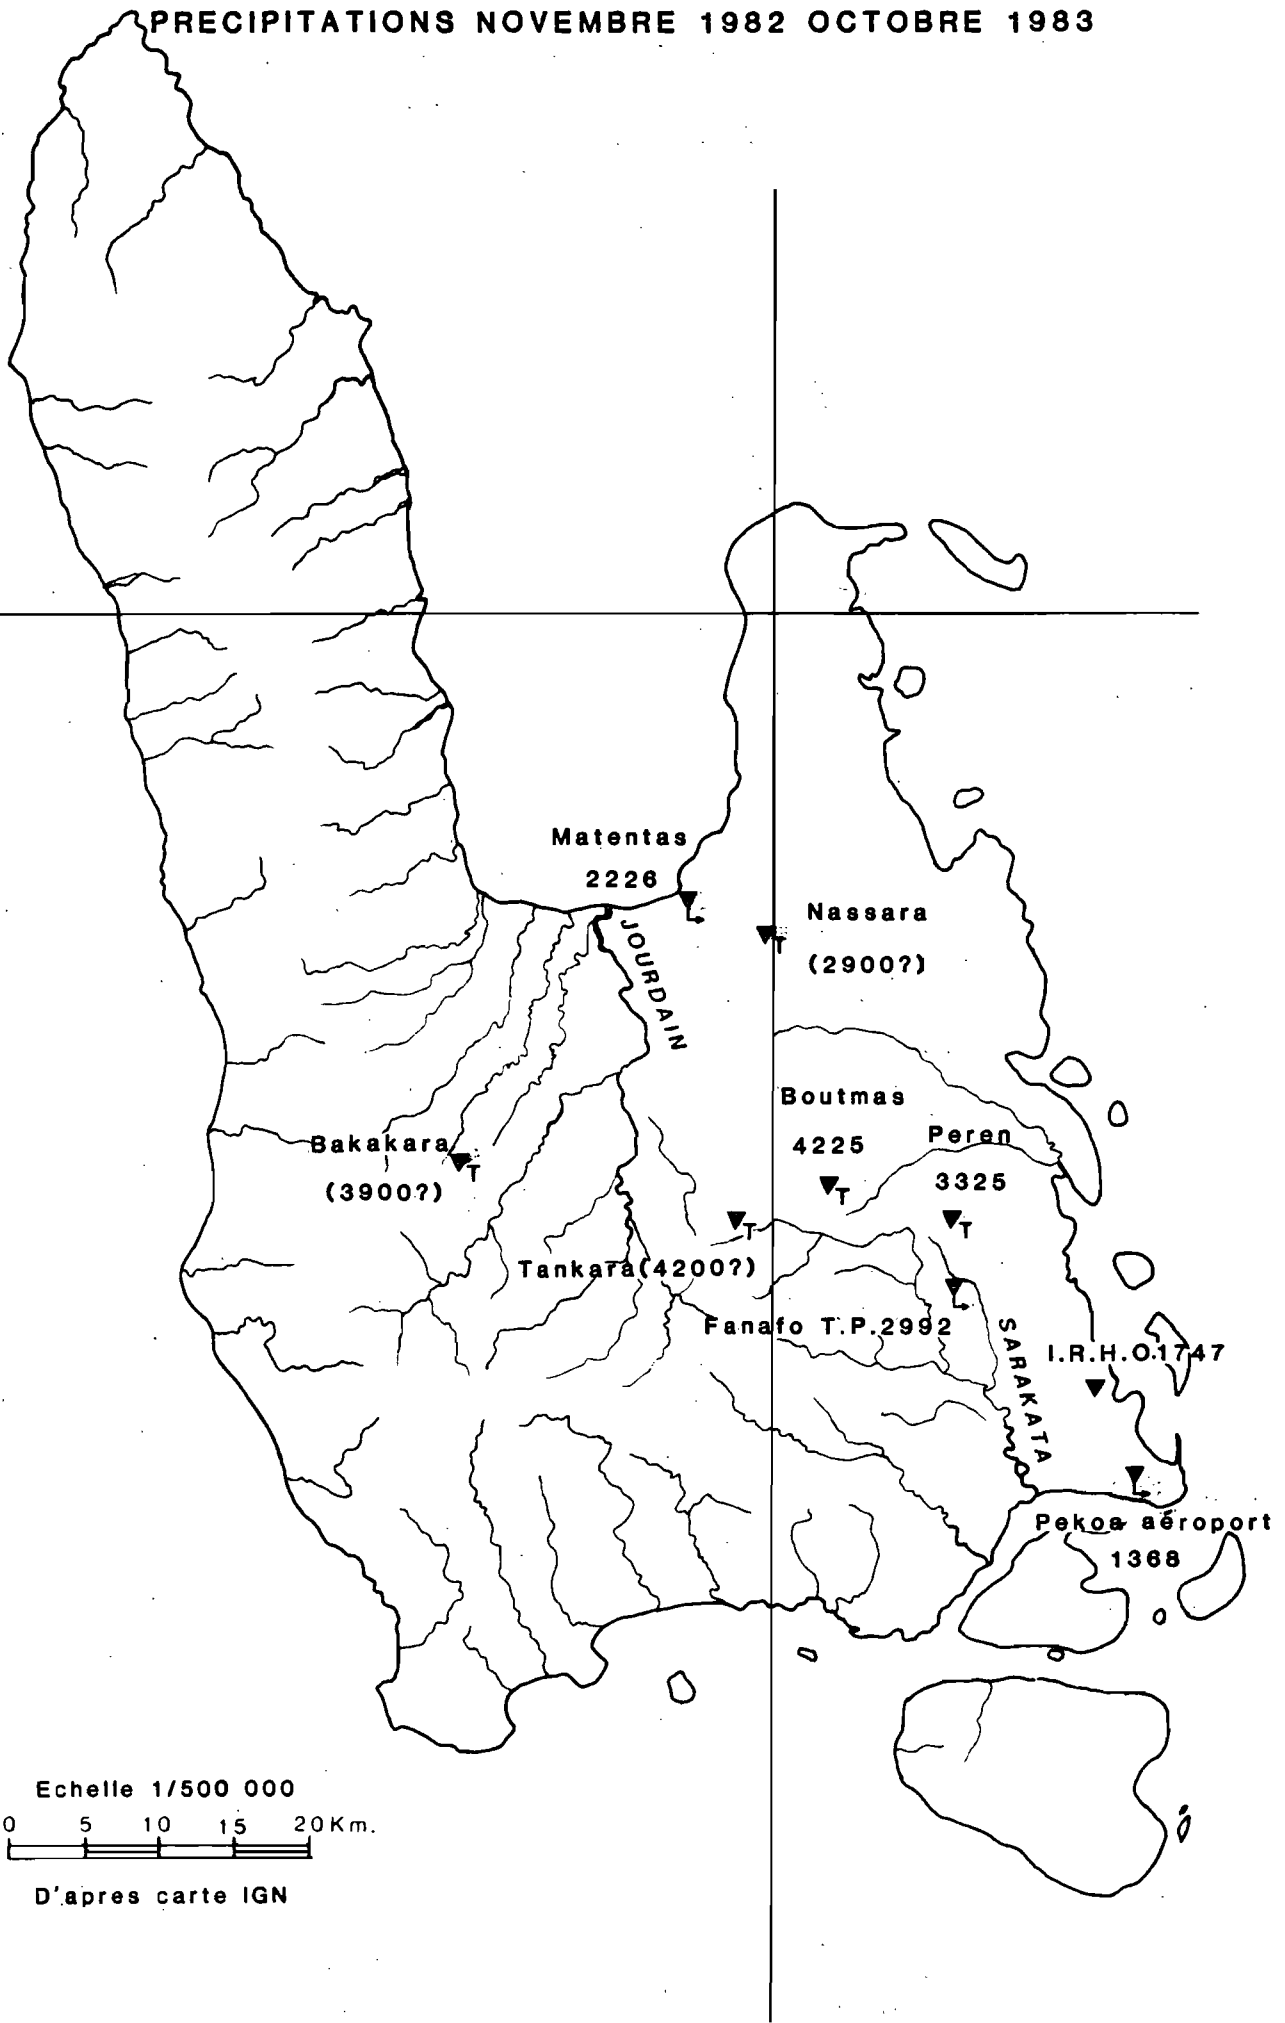 PRECIPITATIONS NOVEMBRE 1982 OCTOBRE 1983
Matentas
2226
Nassara
(2900?)
JOURDAIN
Boutmas
4225
Peren
3325
Bakakara
(3900?)
T
T
T
T
T
Tankara(4200?)
Fanafo T.P.2992
SARAKATA
I.R.H.O.1747
Pekoa aéroport
1368
Echelle 1/500 000
0 5 10 15 20Km.
D'apres carte IGN